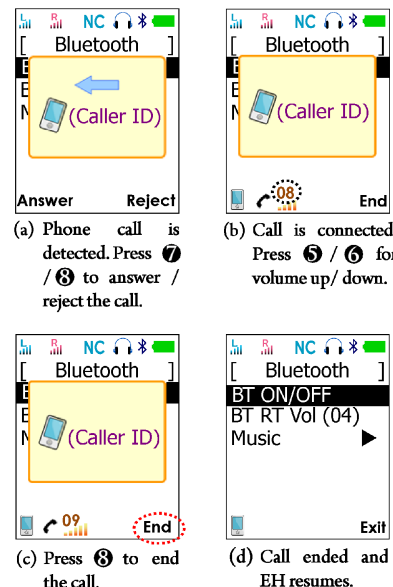 L R NC
[ Bluetooth ]
(Caller ID)
Answer Reject
(a) Phone call is
detected. Press ❼
/ ❽ to answer /
reject the call.
L R NC
[ Bluetooth ]
(Caller ID)
08 End
(b) Call is connected
Press ❺ / ❻ fo
volume up/ down.
L R NC
[ Bluetooth ]
(Caller ID)
09 End
(c) Press ❽ to end
the call.
L R NC
[ Bluetooth ]
BT ON/OFF
BT RT Vol (04)
Music
Exit
(d) Call ended and
EH resumes.